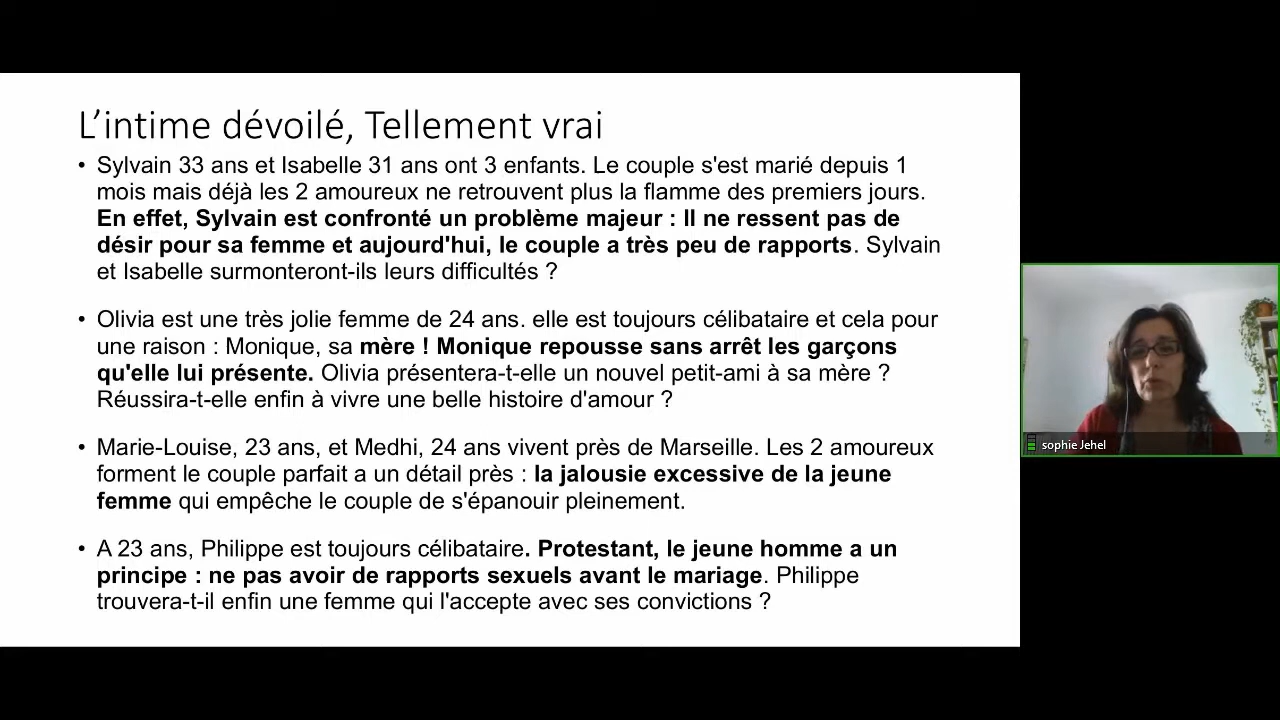 L'intime dévoilé, Tellement vrai
• Sylvain 33 ans et Isabelle 31 ans ont 3 enfants. Le couple s'est marié depuis 1
mois mais déjà les 2 amoureux ne retrouvent plus la flamme des premiers jours.
En effet, Sylvain est confronté un problème majeur : Il ne ressent pas de
désir pour sa femme et aujourd'hui, le couple a très peu de rapports. Sylvain
et Isabelle surmonteront-ils leurs difficultés ?
• Olivia est une très jolie femme de 24 ans. elle est toujours célibataire et cela pour
une raison : Monique, sa mère ! Monique repousse sans arrêt les garçons
qu'elle lui présente. Olivia présentera-t-elle un nouvel petit-ami à sa mère ?
Réussira-t-elle enfin à vivre une belle histoire d'amour ?
• Marie-Louise, 23 ans, et Medhi, 24 ans vivent près de Marseille. Les 2 amoureux
forment le couple parfait a un détail près : la jalousie excessive de la jeune
femme qui empêche le couple de s'épanouir pleinement.
• A 23 ans, Philippe est toujours célibataire. Protestant, le jeune homme a un
principe : ne pas avoir de rapports sexuels avant le mariage. Philippe
trouvera-t-il enfin une femme qui l'accepte avec ses convictions ?
sophie Jehel